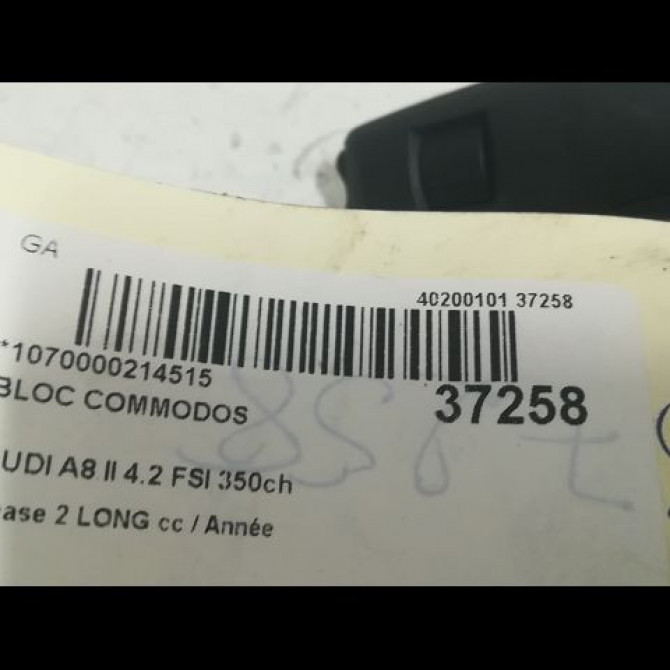 GA
40200101 37258
*1070000214515
37258
BLOC COMMODOS
UDI A8 II 4.2 FSI 350ch
ase 2 LONG cc / Année